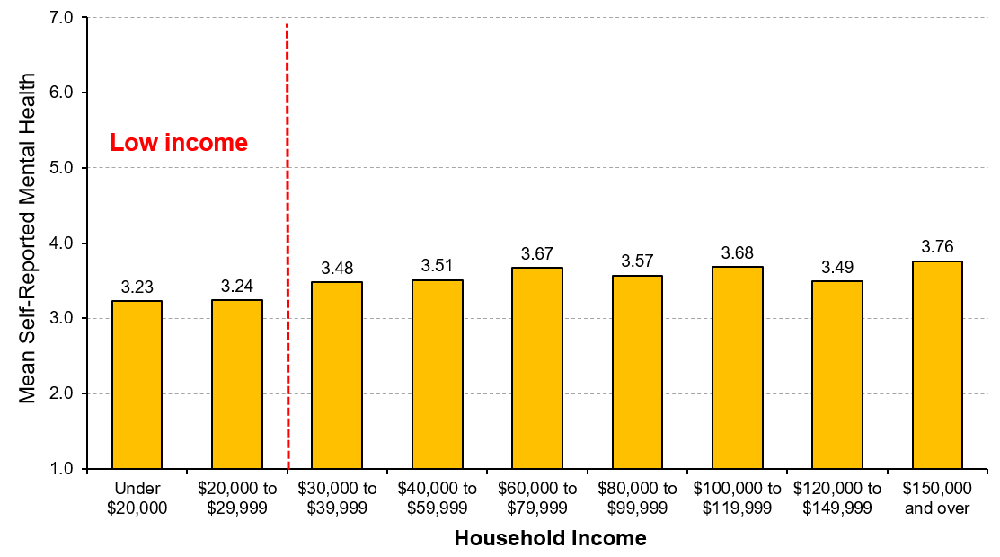 7.0
6.0
5.0
4.0
3.0
2.0
1.0
Mean Self-Reported Mental Health
Low income
3.23
3.24
3.48
3.51
3.67
3.57
3.68
3.49
3.76
Under
$20,000
$20,000 to
$29,999
$30,000 to
$39,999
$40,000 to
$59,999
$60,000 to
$79,999
$80,000 to
$99,999
$100,000 to
$119,999
$120,000 to
$149,999
$150,000
and over
Household Income